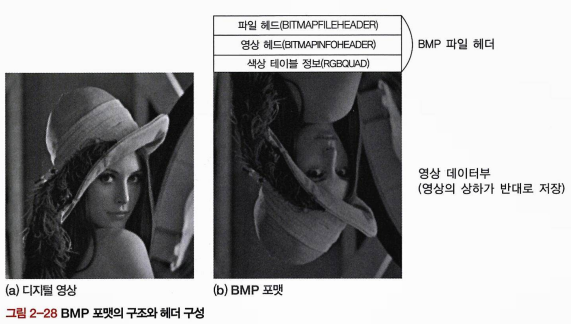 파일 헤드(BITMAPFILEHEADER)
영상 헤드(BITMAPINFOHEADER)
색상 테이블 정보(RGBQUAD)
BMP 파일 헤더
영상 데이터부
(영상의 상하가 반대로 저장)
(a) 디지털 영상
(b) BMP 포맷
그림 2-28 BMP 포맷의 구조와 헤더 구성